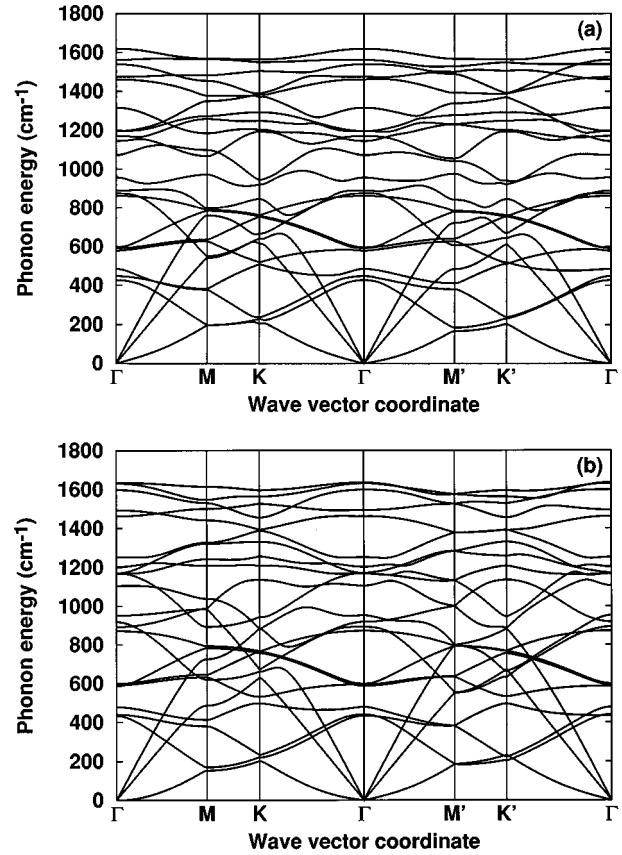 (a)
1800
1600
1400
1200
1000
800
600
400
200
0
Phonon energy (cm-1)
Γ M K Γ M' K' Γ
Wave vector coordinate
(b)
1800
1600
1400
1200
1000
800
600
400
200
0
Phonon energy (cm-1)
Γ M K Γ M' K' Γ
Wave vector coordinate